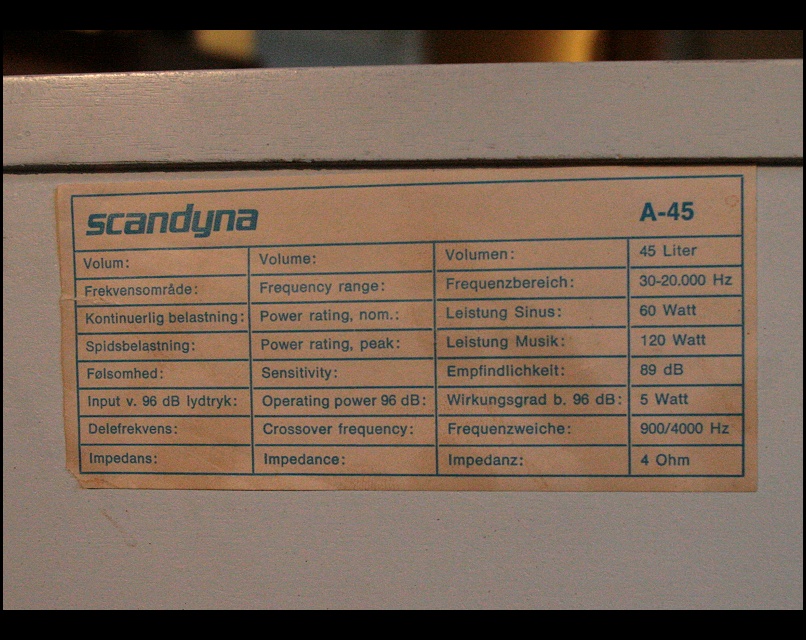 scandyna A-45
Volum: Volume: Volumen: 45 Liter
Frekvensområde: Frequency range: Frequenzbereich: 30-20.000 Hz
Kontinuerlig belastning: Power rating, nom.: Leistung Sinus: 60 Watt
Spidsbelastning: Power rating, peak: Leistung Musik: 120 Watt
Følsomhed: Sensitivity: Empfindlichkeit: 89 dB
Input v. 96 dB lydtryk: Operating power 96 dB: Wirkungsgrad b. 96 dB: 5 Watt
Delefrekvens: Crossover frequency: Frequenzweiche: 900/4000 Hz
Impedans: Impedance: Impedanz: 4 Ohm